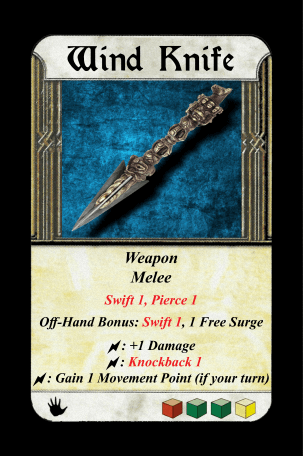 Wind Knife
Weapon
Melee
Swift 1, Pierce 1
Off-Hand Bonus: Swift 1, 1 Free Surge
: +1 Damage
: Knockback 1
: Gain 1 Movement Point (if your turn)